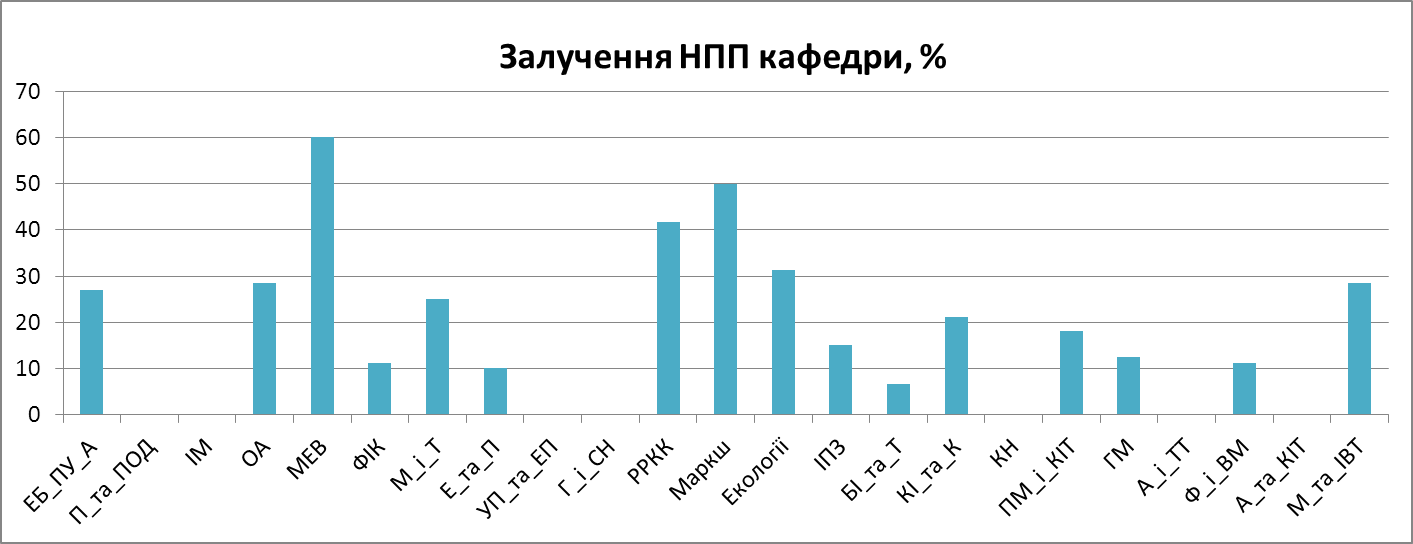 Залучення НПП кафедри, %
70
60
50
40
30
20
10
0
ЕБ_ПУ_А
П_та_ПОД
ІМ
ОА
МЕВ
ФІК
М_і_Т
Е_та_П
УП_та_ЕП
Г_і_СН
РРКК
Маркш
Екології
ІПЗ
БІ_та_Т
КІ_та_К
КН
ПМ_і_КІТ
ГМ
А_і_ТТ
Ф_і_ВМ
А_та_КІТ
М_та_ІВТ